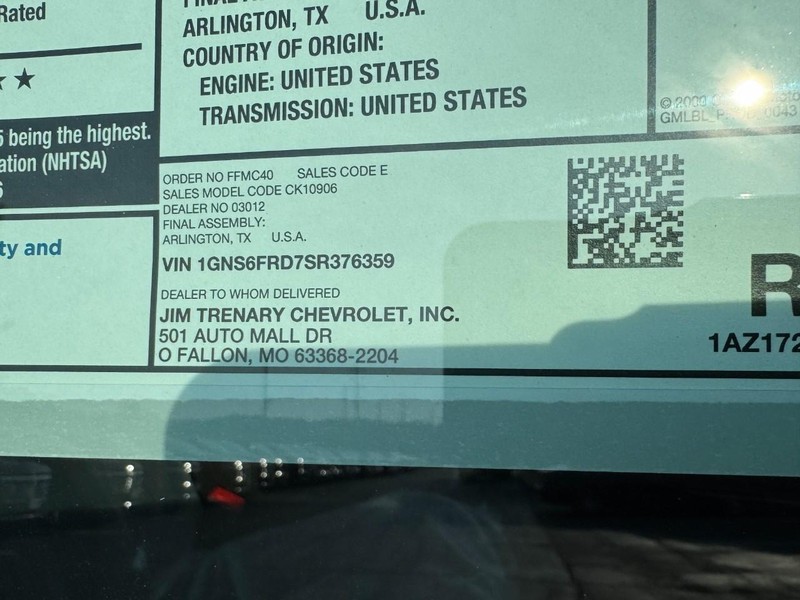 Rated
★
5 being the highest.
ation (NHTSA)
ty and
ARLINGTON, TX U.S.A.
COUNTRY OF ORIGIN:
ENGINE: UNITED STATES
TRANSMISSION: UNITED STATES
ORDER NO FFMC40 SALES CODE E
SALES MODEL CODE CK10906
DEALER NO 03012
FINAL ASSEMBLY:
ARLINGTON, TX U.S.A.
VIN 1GNS6FRD7SR376359
DEALER TO WHOM DELIVERED
JIM TRENARY CHEVROLET, INC.
501 AUTO MALL DR
O FALLON, MO 63368-2204
R
1AZ172